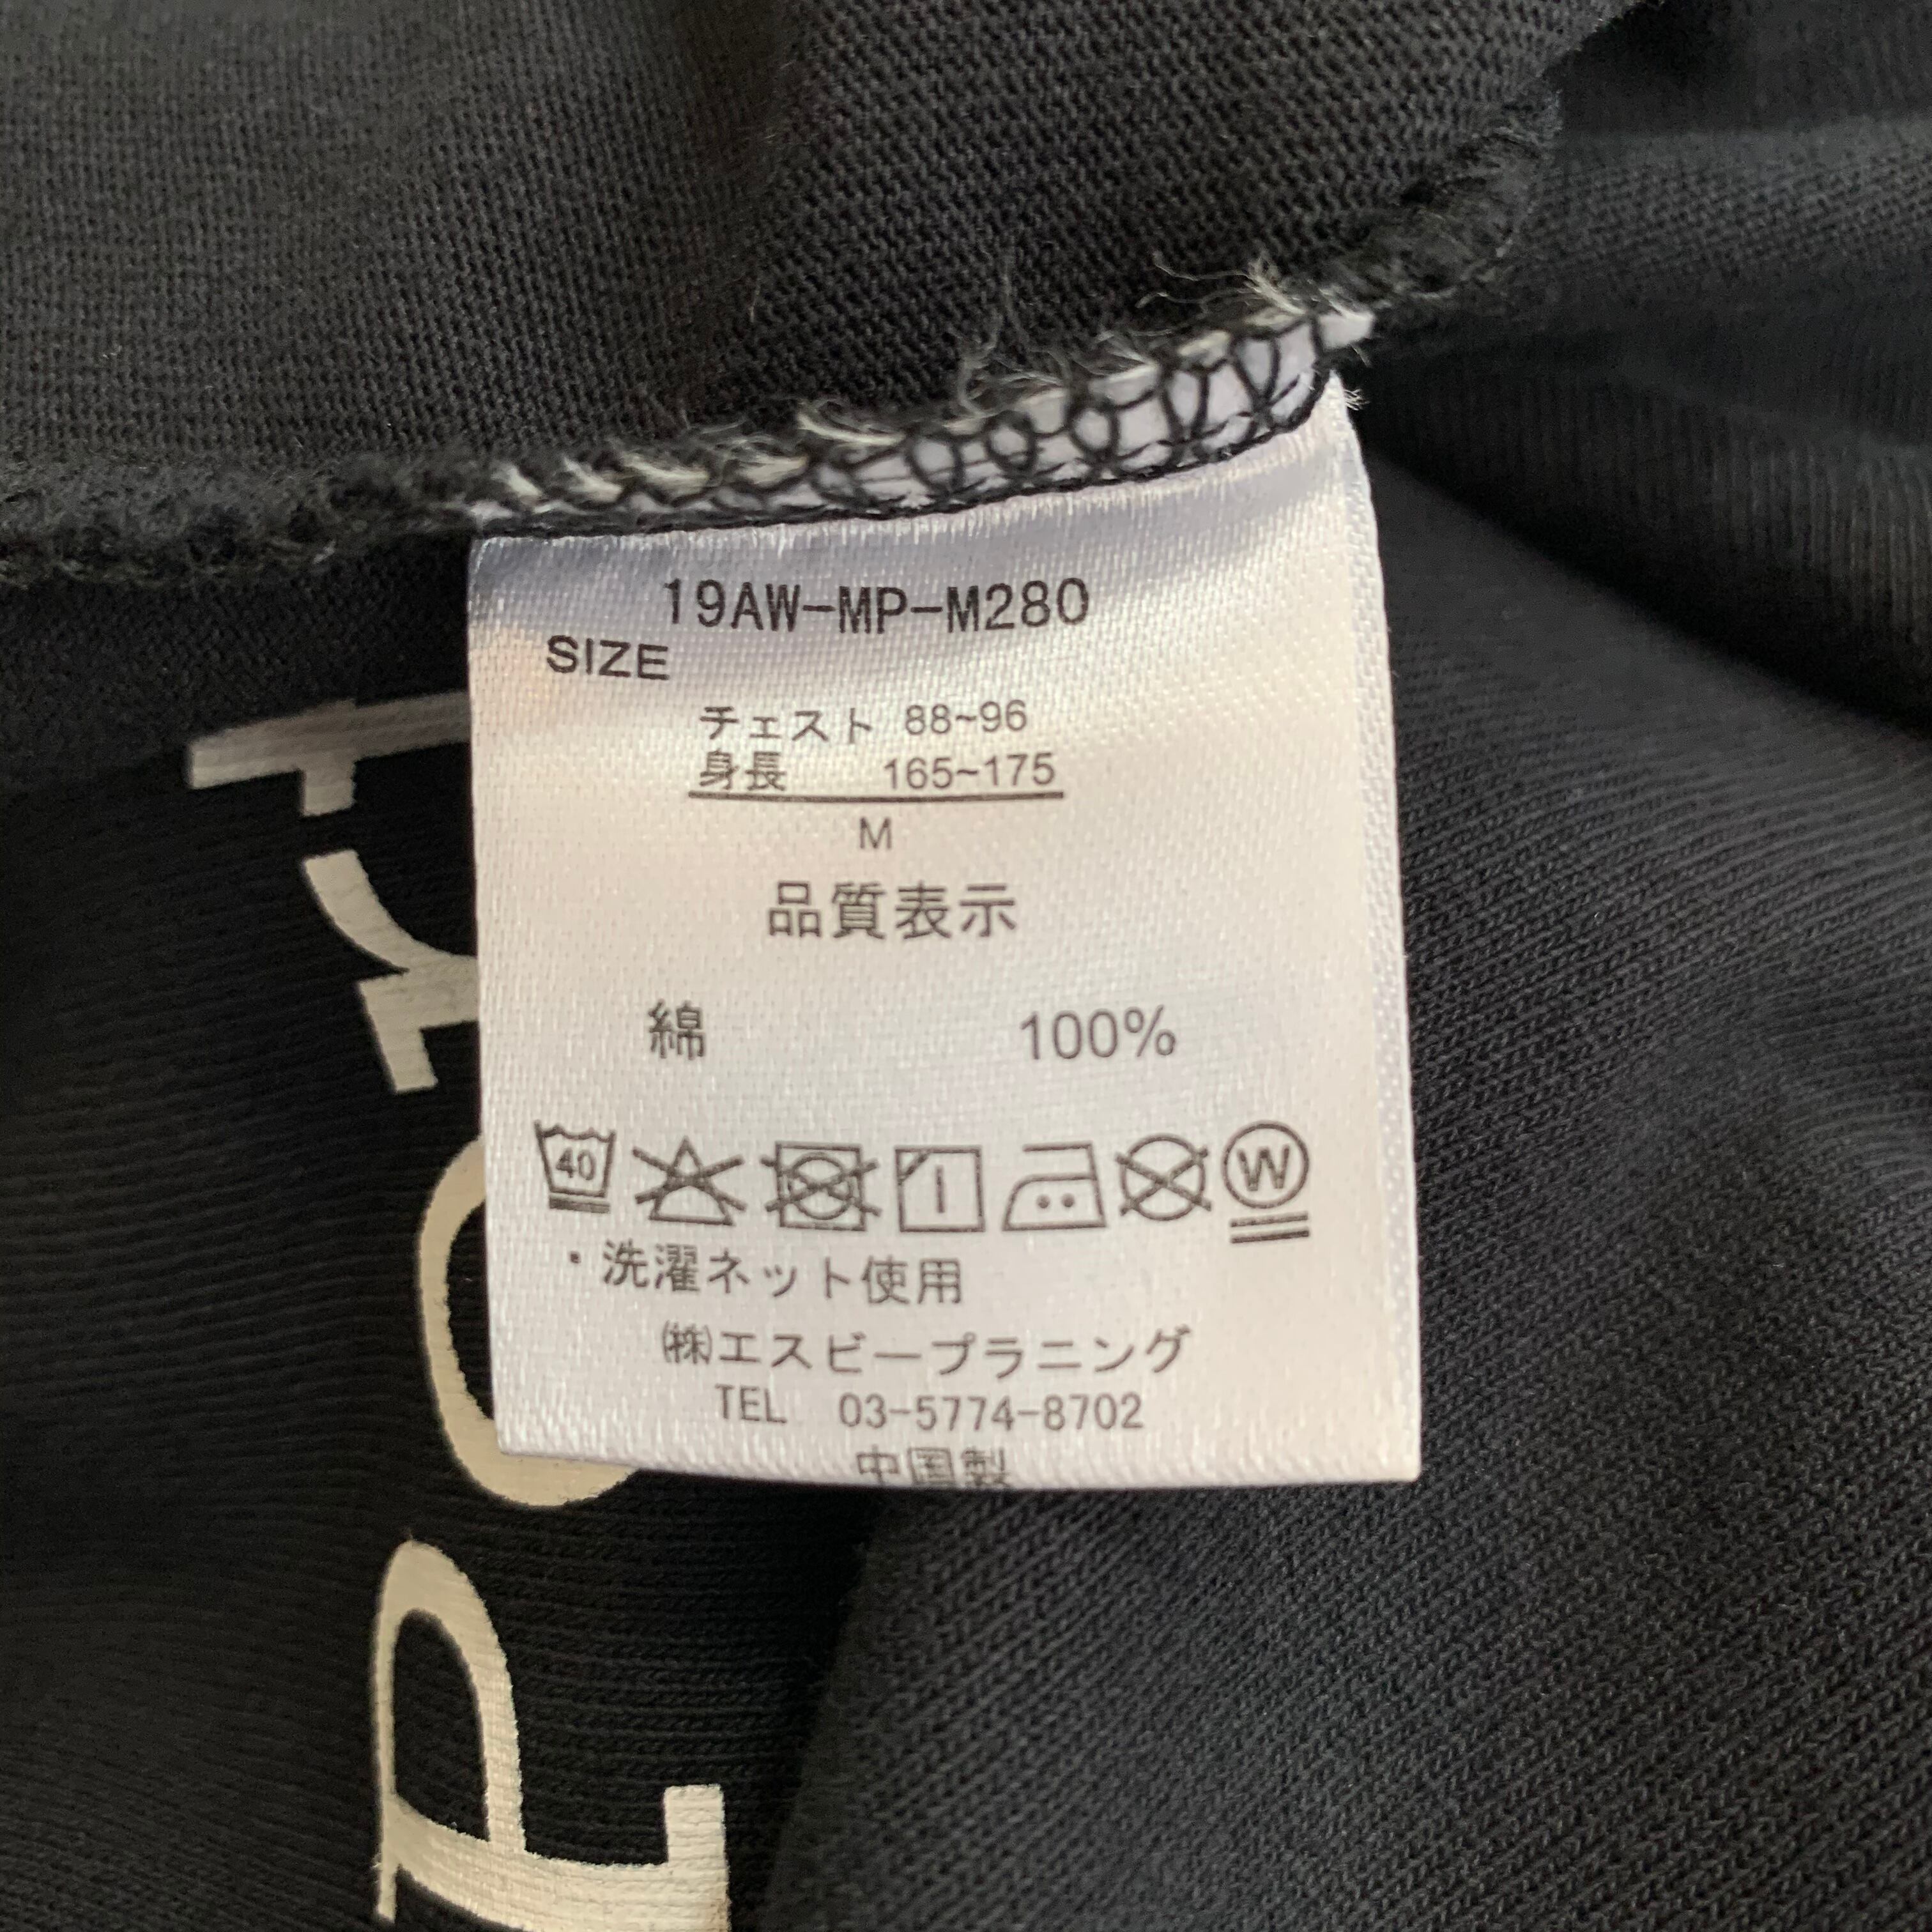 19AW-MP-M280
SIZE
チェスト 88~96
身長 165~175
M
品質表示
綿 100%
40 W
・洗濯ネット使用
㈱エスビープラニング
TEL 03-5774-8702
中国製